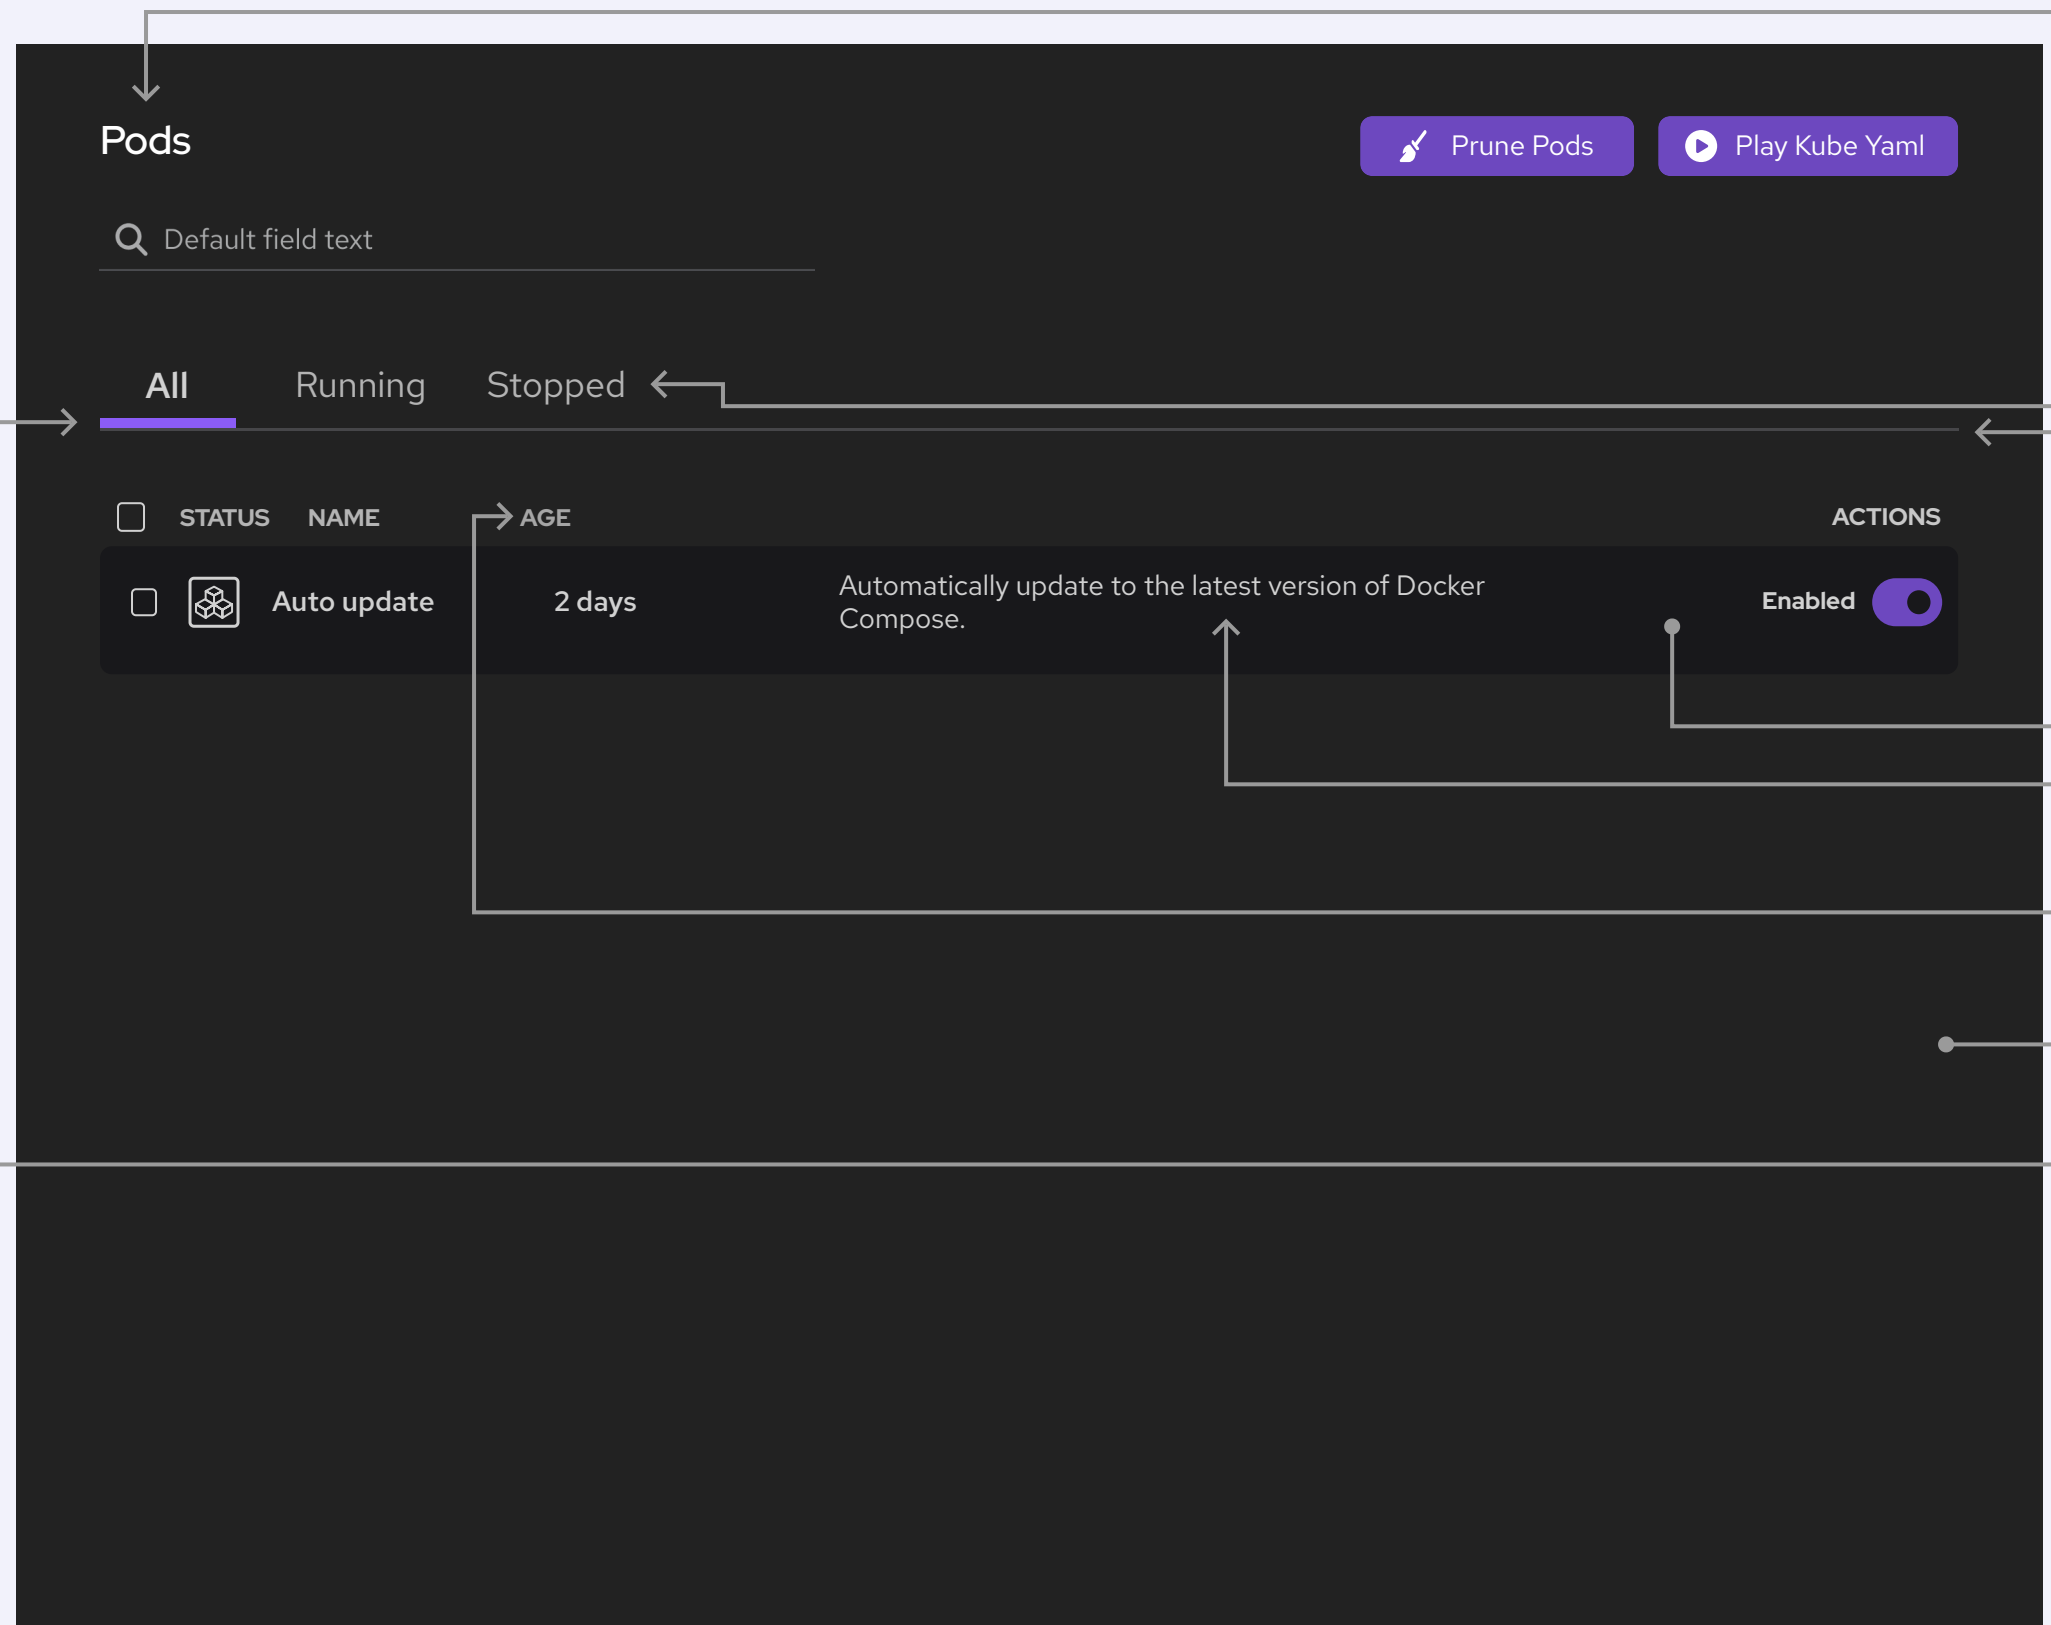 Pods
Prune Pods
Play Kube Yaml
Default field text
All
Running
Stopped
STATUS
NAME
AGE
ACTIONS
Auto update
2 days
Automatically update to the latest version of Docker
Compose.
Enabled